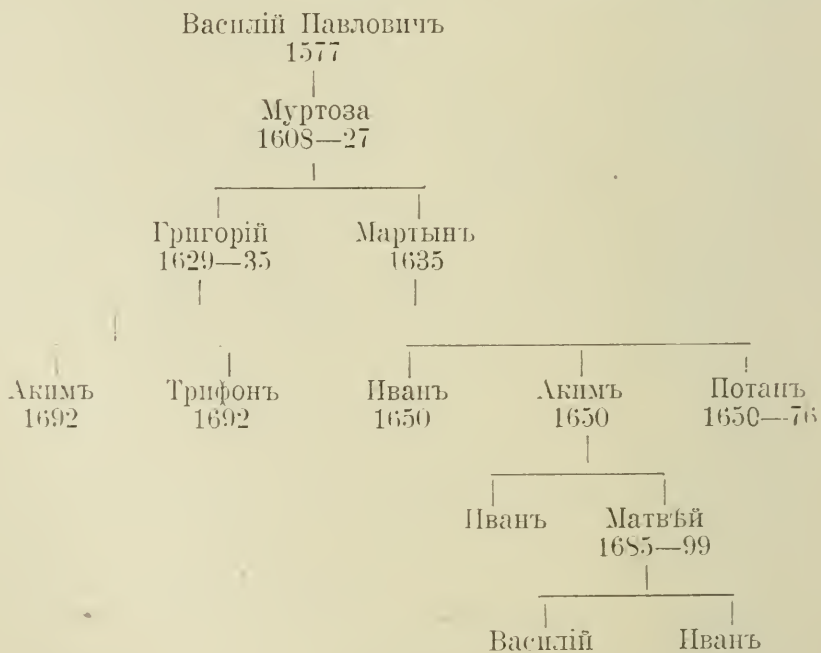 Василій Павловичъ
1577
Муртоза
1608—27
Григорій Мартынъ
1629—35 1635
Акимъ Трифонъ Иванъ Акимъ Потапъ
1692 1692 1650 1650 1650—76
Иванъ Матвѣй
1685—99
Василій Иванъ